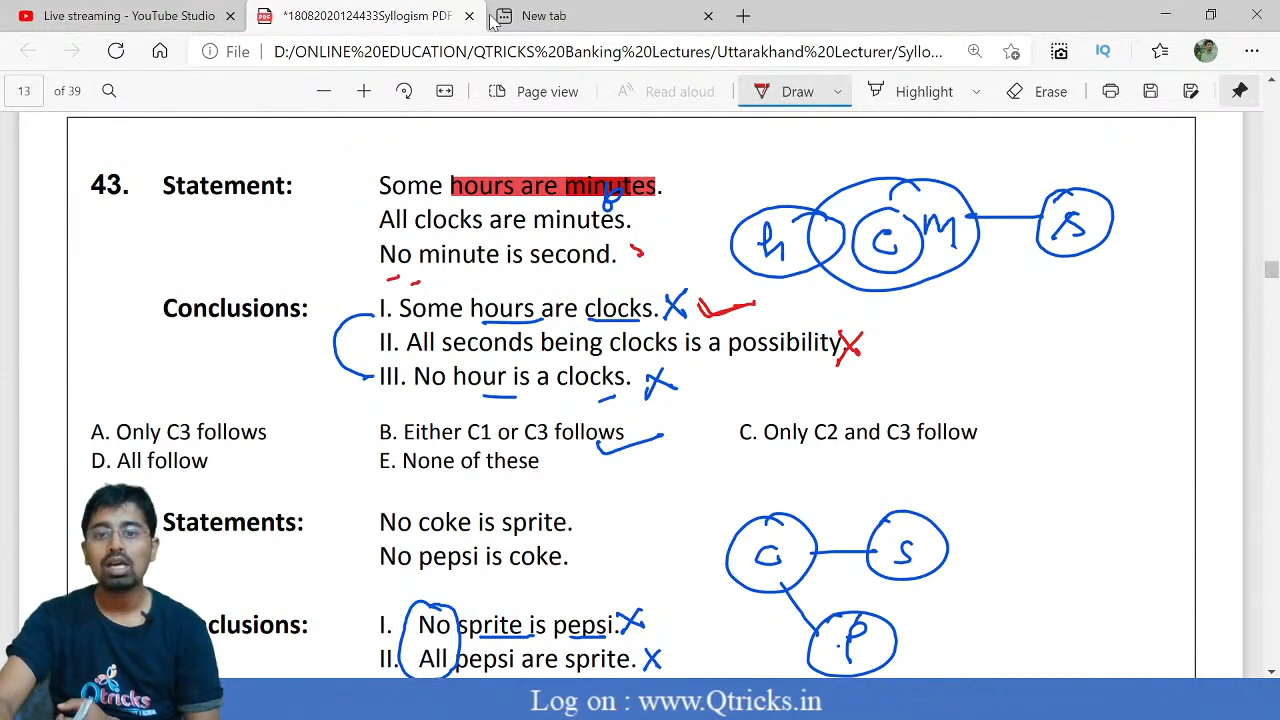 Live streaming - YouTube Studio
*18082020124433Syllogism PDF
New tab
File
D:/ONLINE%20EDUCATION/QTRICKS%20Banking%20Lectures/Uttarakhand%20Lecturer/Syllo...
IQ
13 of 39
Page view
Read aloud
Draw
Highlight
Erase
43. Statement: Some hours are minutes.
All clocks are minutes.
No minute is second.
h c m s
Conclusions: I. Some hours are clocks.
II. All seconds being clocks is a possibility.
III. No hour is a clocks.
A. Only C3 follows B. Either C1 or C3 follows C. Only C2 and C3 follow
D. All follow E. None of these
Statements: No coke is sprite.
No pepsi is coke.
c s
P
clusions: I. No sprite is pepsi.
II. All pepsi are sprite.
Qtricks
Log on : www.Qtricks.in